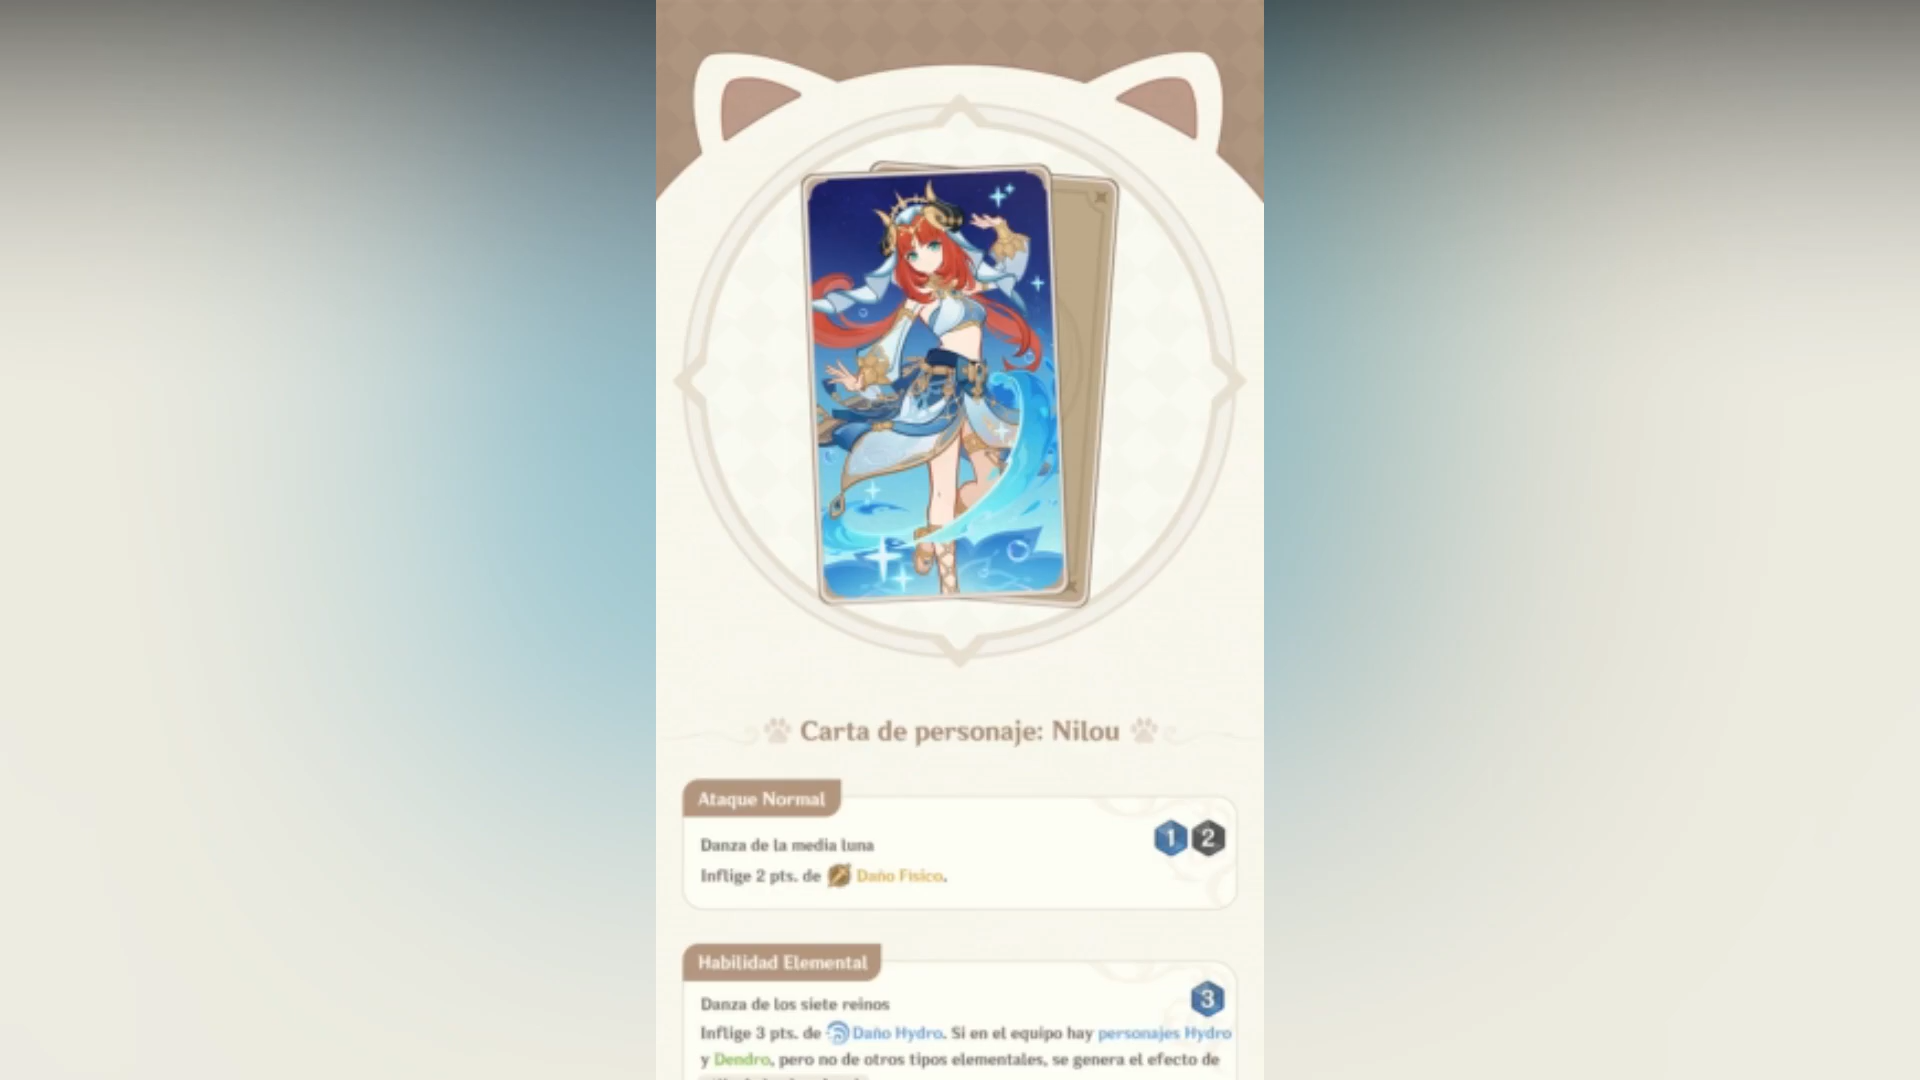 Carta de personaje: Nilou
Ataque Normal
1 2
Danza de la media luna
Inflige 2 pts. de Daño Físico.
Habilidad Elemental
3
Danza de los siete reinos
Inflige 3 pts. de Daño Hydro. Si en el equipo hay personajes Hydro
y Dendro, pero no de otros tipos elementales, se genera el efecto de